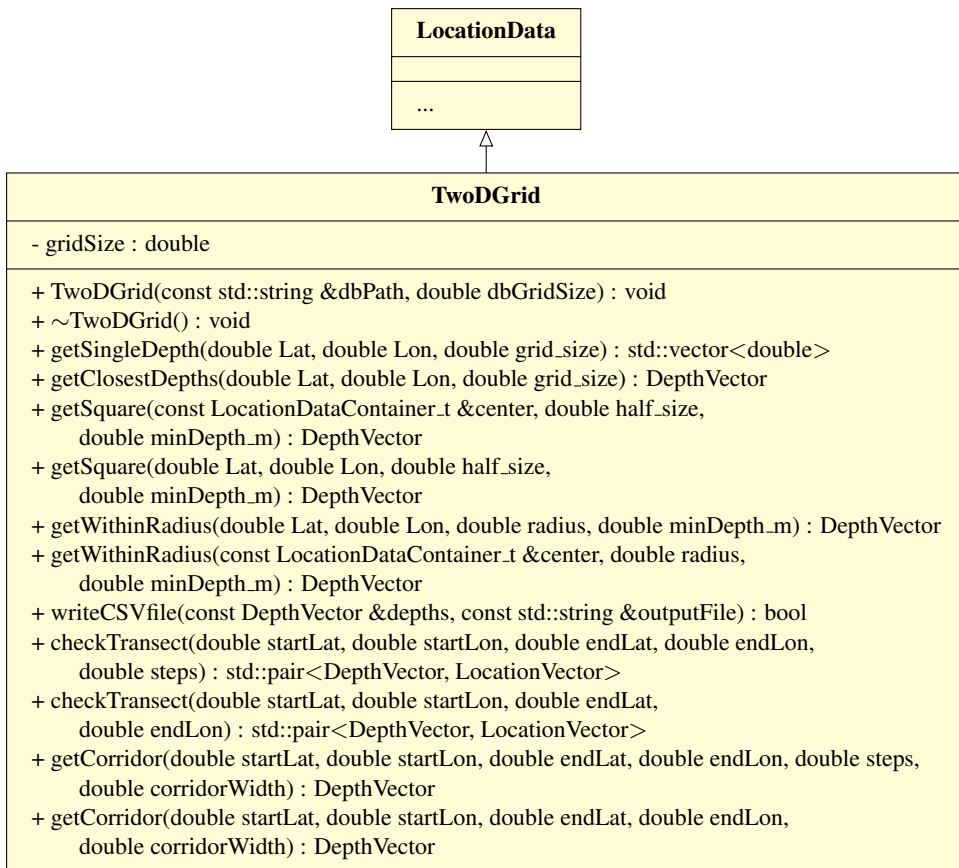 LocationData
...
TwoDGrid
- gridSize : double
+ TwoDGrid(const std::string &dbPath, double dbGridSize) : void
+ ∼TwoDGrid() : void
+ getSingleDepth(double Lat, double Lon, double grid_size) : std::vector<double>
+ getClosestDepths(double Lat, double Lon, double grid_size) : DepthVector
+ getSquare(const LocationDataContainer_t &center, double half_size,
double minDepth_m) : DepthVector
+ getSquare(double Lat, double Lon, double half_size,
double minDepth_m) : DepthVector
+ getWithinRadius(double Lat, double Lon, double radius, double minDepth_m) : DepthVector
+ getWithinRadius(const LocationDataContainer_t &center, double radius,
double minDepth_m) : DepthVector
+ writeCSVfile(const DepthVector &depths, const std::string &outputFile) : bool
+ checkTransect(double startLat, double startLon, double endLat, double endLon,
double steps) : std::pair<DepthVector, LocationVector>
+ checkTransect(double startLat, double startLon, double endLat,
double endLon) : std::pair<DepthVector, LocationVector>
+ getCorridor(double startLat, double startLon, double endLat, double endLon, double steps,
double corridorWidth) : DepthVector
+ getCorridor(double startLat, double startLon, double endLat, double endLon,
double corridorWidth) : DepthVector